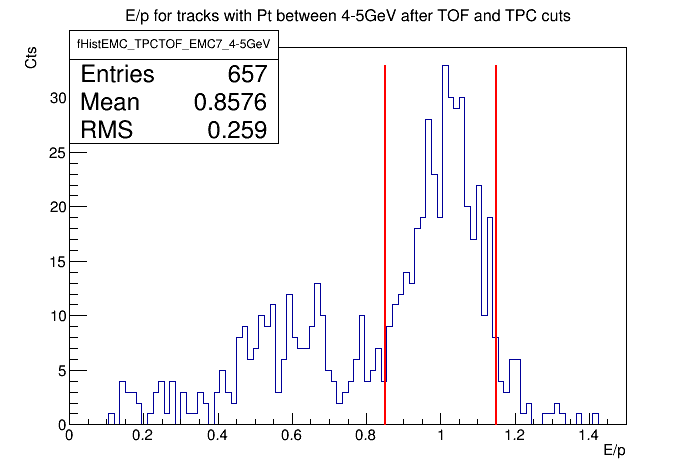 E/p for tracks with Pt between 4-5GeV after TOF and TPC cuts
Cts
fHistEMC_TPCTOF_EMC7_4-5GeV
Entries 657
Mean 0.8576
RMS 0.259
30
25
20
15
10
5
0
0 0.2 0.4 0.6 0.8 1 1.2 1.4
E/p